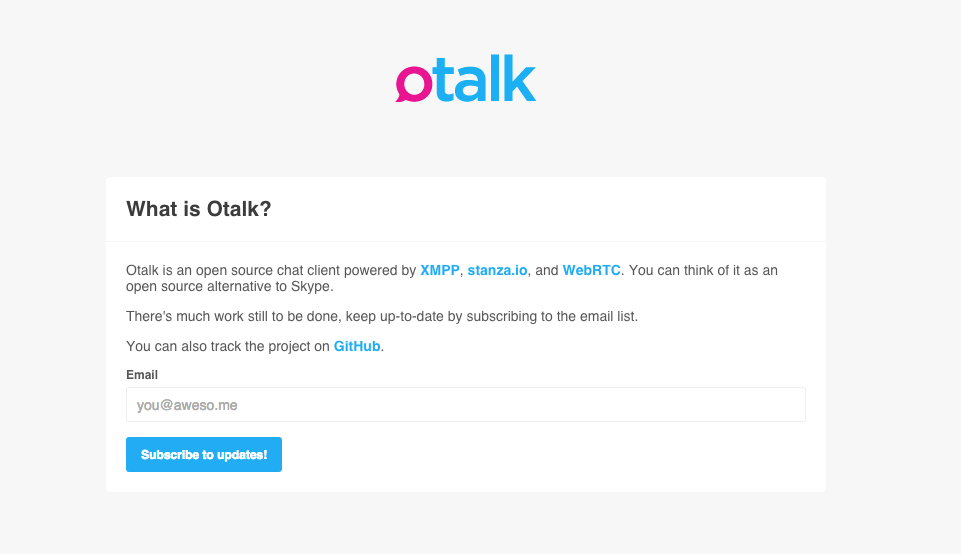 otalk
What is Otalk?
Otalk is an open source chat client powered by XMPP, stanza.io, and WebRTC. You can think of it as an
open source alternative to Skype.
There's much work still to be done, keep up-to-date by subscribing to the email list.
You can also track the project on GitHub.
Email
you@aweso.me
Subscribe to updates!